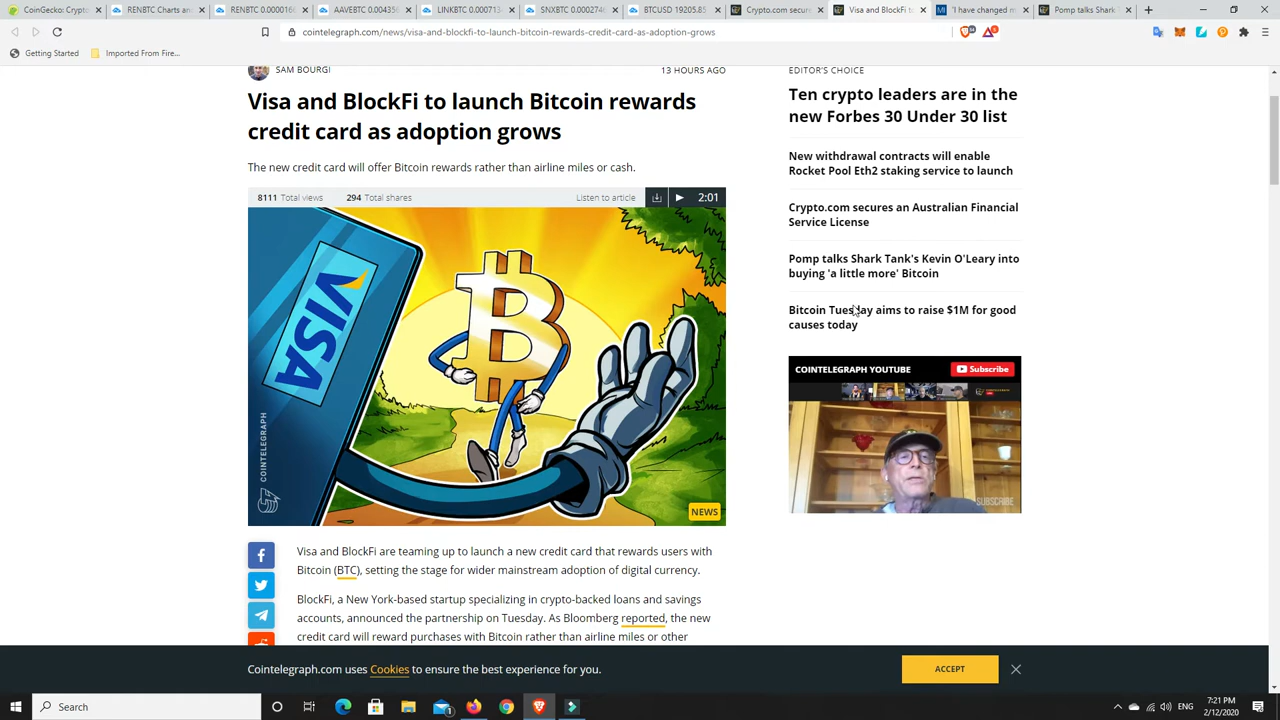 CoinGecko: Crypto
RENBTC Charts an
RENBTC 0.0000166
AAVEBTC 0.004350
LINKBTC 0.000713
SNXBTC 0.0002746
BTCUSD 19205.85
Crypto.com secure
Visa and BlockFi to
"I have changed m
Pomp talks Shark T
cointelegraph.com/news/visa-and-blockfi-to-launch-bitcoin-rewards-credit-card-as-adoption-grows
Getting Started
Imported From Fire...
SAM BOURGI
13 HOURS AGO
Visa and BlockFi to launch Bitcoin rewards
credit card as adoption grows
The new credit card will offer Bitcoin rewards rather than airline miles or cash.
8111 Total views
294 Total shares
Listen to article
2:01
VISA
COINTELEGRAPH
NEWS
Visa and BlockFi are teaming up to launch a new credit card that rewards users with
Bitcoin (BTC), setting the stage for wider mainstream adoption of digital currency.
BlockFi, a New York-based startup specializing in crypto-backed loans and savings
accounts, announced the partnership on Tuesday. As Bloomberg reported, the new
credit card will reward purchases with Bitcoin rather than airline miles or other
EDITOR'S CHOICE
Ten crypto leaders are in the
new Forbes 30 Under 30 list
New withdrawal contracts will enable
Rocket Pool Eth2 staking service to launch
Crypto.com secures an Australian Financial
Service License
Pomp talks Shark Tank's Kevin O'Leary into
buying 'a little more' Bitcoin
Bitcoin Tuesday aims to raise $1M for good
causes today
COINTELEGRAPH YOUTUBE
Subscribe
SUBSCRIBE
Cointelegraph.com uses Cookies to ensure the best experience for you.
ACCEPT
Search
ENG
7:21 PM
2/12/2020